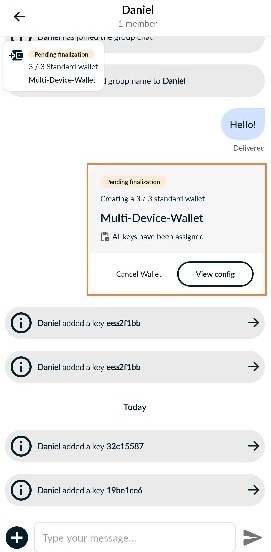 Daniel
1 member
Daniel has joined the group chat
Pending finalization
3 / 3 Standard wallet
Multi-Device-Wallet
d group name to Daniel
Hello!
Delivered
Pending finalization
Creating a 3 / 3 standard wallet
Multi-Device-Wallet
All keys have been assigned
Cancel Wallet
View config
Daniel added a key eea2f1bb
Daniel added a key eea2f1bb
Today
Daniel added a key 32c15587
Daniel added a key 19be1ce6
Type your message...